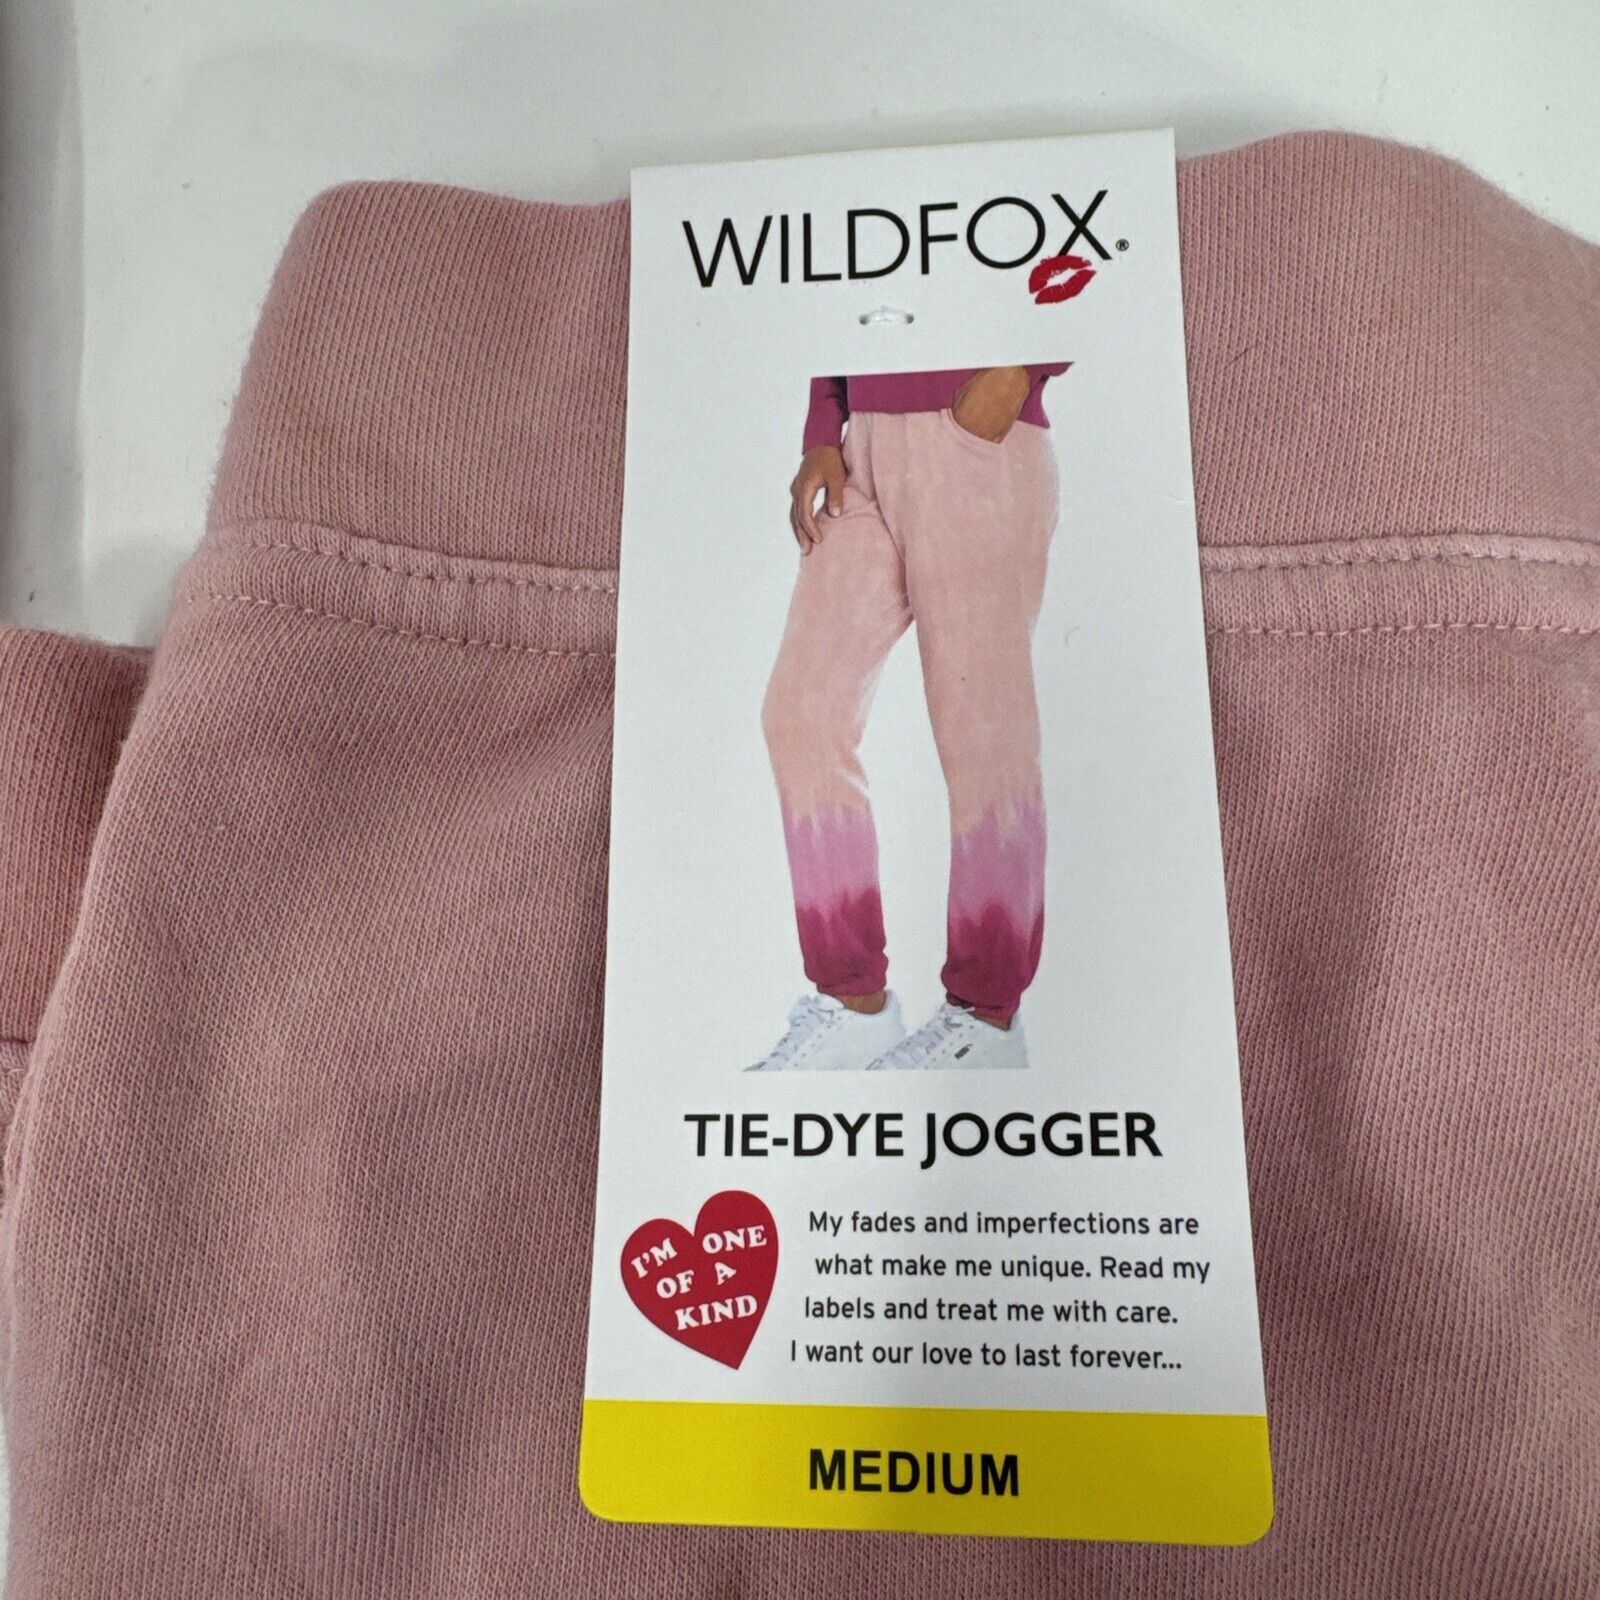 WILDFOX®
TIE-DYE JOGGER
I'M ONE
OF A
KIND
My fades and imperfections are
what make me unique. Read my
labels and treat me with care.
I want our love to last forever...
MEDIUM